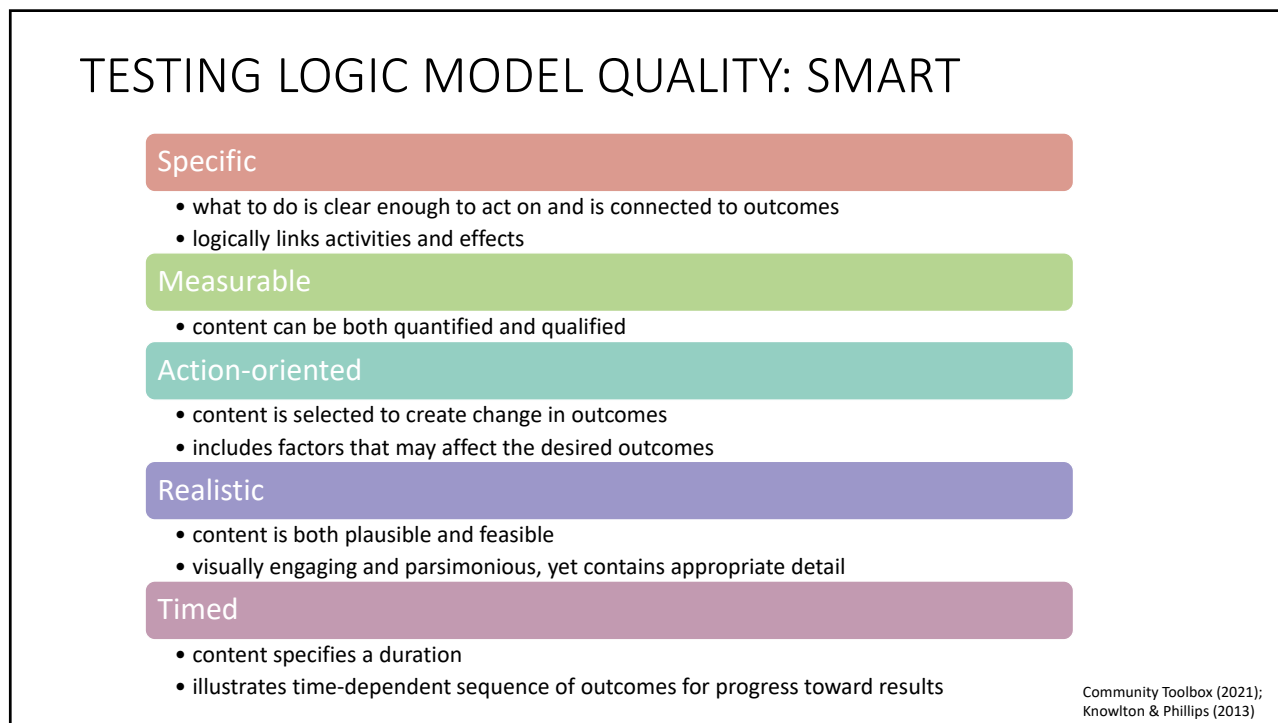 TESTING LOGIC MODEL QUALITY: SMART
Specific
• what to do is clear enough to act on and is connected to outcomes
• logically links activities and effects
Measurable
• content can be both quantified and qualified
Action-oriented
• content is selected to create change in outcomes
• includes factors that may affect the desired outcomes
Realistic
• content is both plausible and feasible
• visually engaging and parsimonious, yet contains appropriate detail
Timed
• content specifies a duration
• illustrates time-dependent sequence of outcomes for progress toward results
Community Toolbox (2021);
Knowlton & Phillips (2013)